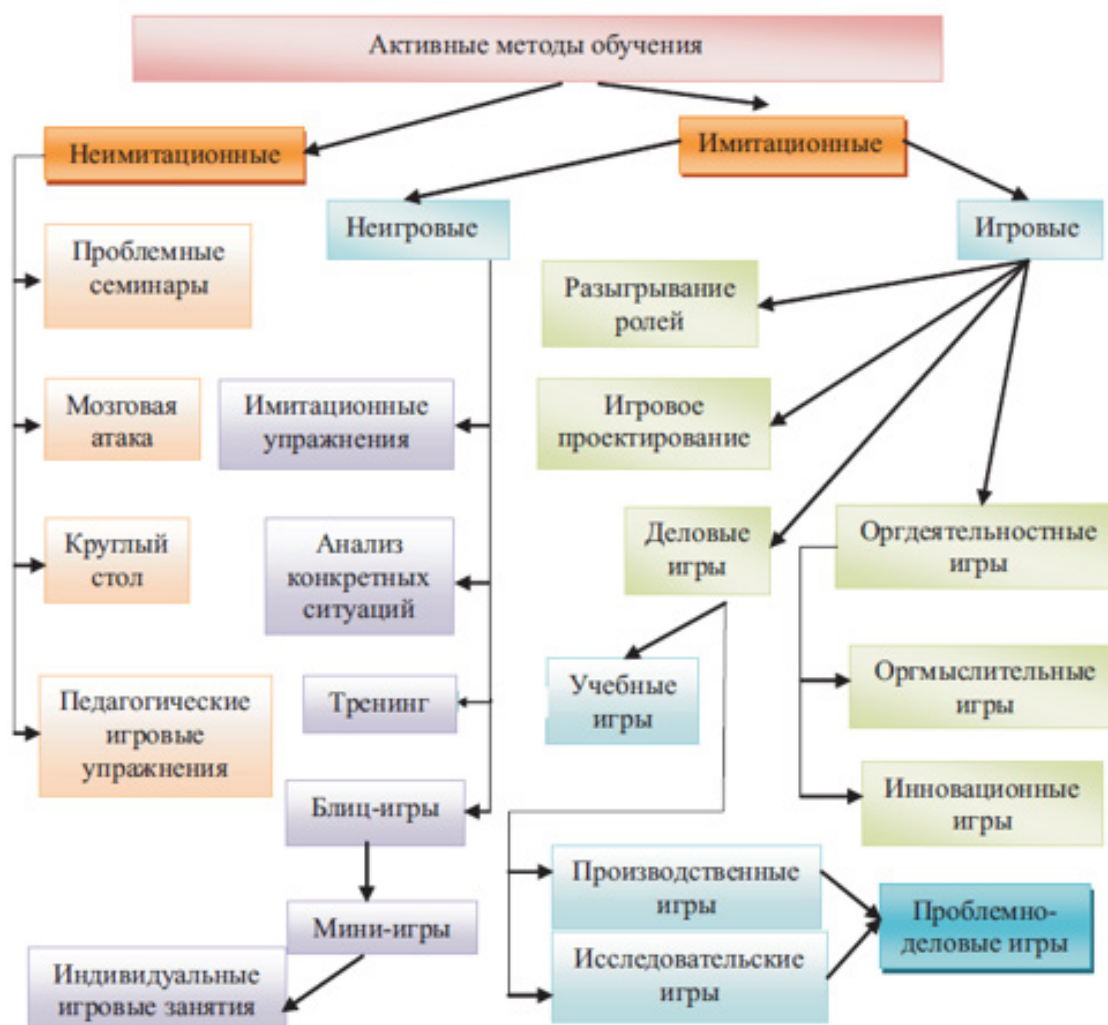 Активные методы обучения
Неимитационные
Имитационные
Неигровые
Игровые
Проблемные
семинары
Разыгрывание
ролей
Мозговая
атака
Имитационные
упражнения
Игровое
проектирование
Круглый
стол
Анализ
конкретных
ситуаций
Деловые
игры
Оргдеятельностные
игры
Педагогические
игровые
упражнения
Тренинг
Учебные
игры
Оргмыслительные
игры
Блиц-игры
Инновационные
игры
Производственные
игры
Мини-игры
Проблемно-
деловые игры
Исследовательские
игры
Индивидуальные
игровые занятия